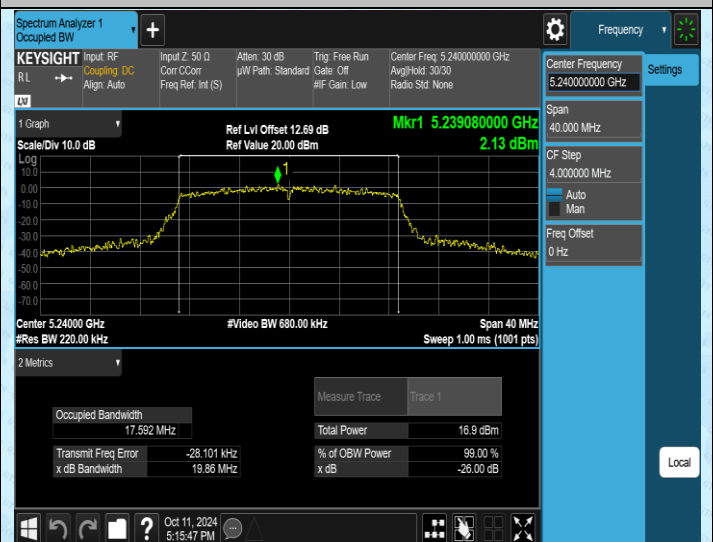 Spectrum Analyzer 1
Occupied BW
+
Frequency
KEYSIGHT
RL
Input: RF
Coupling: DC
Align: Auto
Input Z: 50 Ω
Corr CCorr
Freq Ref: Int (S)
Atten: 30 dB
µW Path: Standard
Trig: Free Run
Gate: Off
#IF Gain: Low
Center Freq: 5.240000000 GHz
Avg|Hold: 30/30
Radio Std: None
LXI
Center Frequency
5.240000000 GHz
Settings
Span
40.000 MHz
CF Step
4.000000 MHz
Auto
Man
Freq Offset
0 Hz
Local
1 Graph
Scale/Div 10.0 dB
Ref Lvl Offset 12.69 dB
Ref Value 20.00 dBm
Mkr1 5.239080000 GHz
2.13 dBm
Log
10.0
0.00
-10.0
-20.0
-30.0
-40.0
-50.0
-60.0
-70.0
1
Center 5.24000 GHz
#Res BW 220.00 kHz
#Video BW 680.00 kHz
Span 40 MHz
Sweep 1.00 ms (1001 pts)
2 Metrics
Measure Trace Trace 1
Occupied Bandwidth
17.592 MHz
Total Power 16.9 dBm
Transmit Freq Error -28.101 kHz
% of OBW Power 99.00 %
x dB Bandwidth 19.86 MHz
x dB -26.00 dB
?
Oct 11, 2024
5:15:47 PM